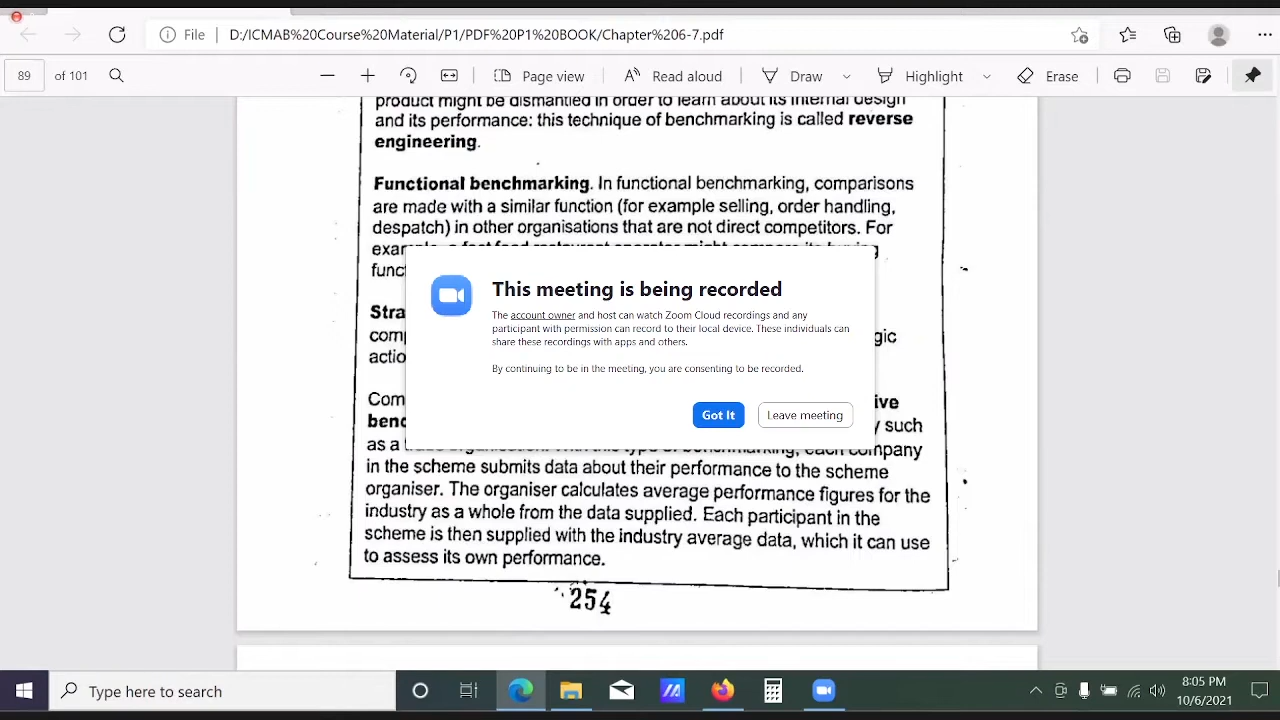 File
D:/ICMAB%20Course%20Material/P1/PDF%20P1%20BOOK/Chapter%206-7.pdf
89 of 101
Page view
Read aloud
Draw
Highlight
Erase
product might be dismantled in order to learn about its internal design
and its performance: this technique of benchmarking is called reverse
engineering.
Functional benchmarking. In functional benchmarking, comparisons
are made with a similar function (for example selling, order handling,
despatch) in other organisations that are not direct competitors. For
This meeting is being recorded
The account owner and host can watch Zoom Cloud recordings and any
participant with permission can record to their local device. These individuals can
share these recordings with apps and others.
By continuing to be in the meeting, you are consenting to be recorded.
Got It
Leave meeting
such
as a
company
in the scheme submits data about their performance to the scheme
organiser. The organiser calculates average performance figures for the
industry as a whole from the data supplied. Each participant in the
scheme is then supplied with the industry average data, which it can use
to assess its own performance.
254
Type here to search
8:05 PM
10/6/2021